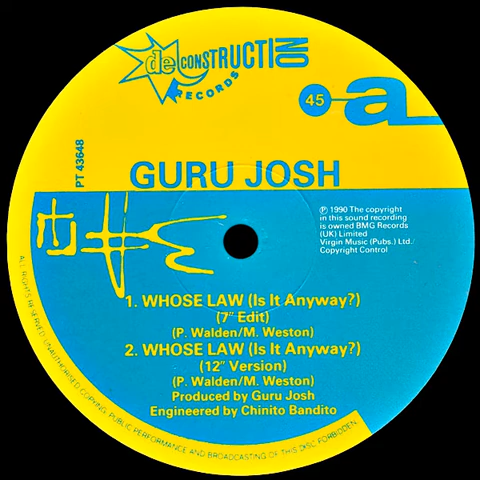 deConstructiON
RECORDS
45 a
PT 43648
GURU JOSH
℗ 1990 The copyright
in this sound recording
is owned BMG Records
(UK) Limited
Virgin Music (Pubs.) Ltd./
Copyright Control
1. WHOSE LAW (Is It Anyway?)
(7" Edit)
(P. Walden/M. Weston)
2. WHOSE LAW (Is It Anyway?)
(12" Version)
(P. Walden/M. Weston)
Produced by Guru Josh
Engineered by Chinito Bandito
ALL RIGHTS RESERVED. UNAUTHORISED COPYING, PUBLIC PERFORMANCE AND BROADCASTING OF THIS DISC FORBIDDEN.